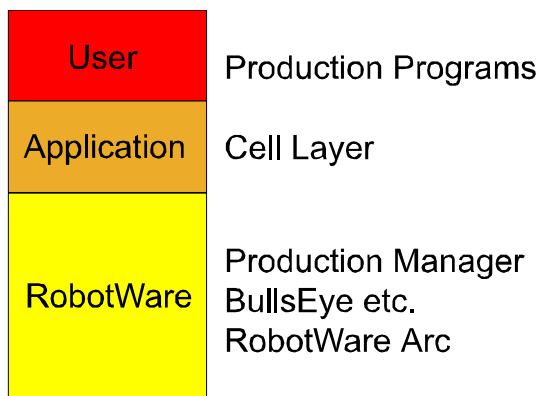 User
Production Programs
Application
Cell Layer
RobotWare
Production Manager
BullsEye etc.
RobotWare Arc